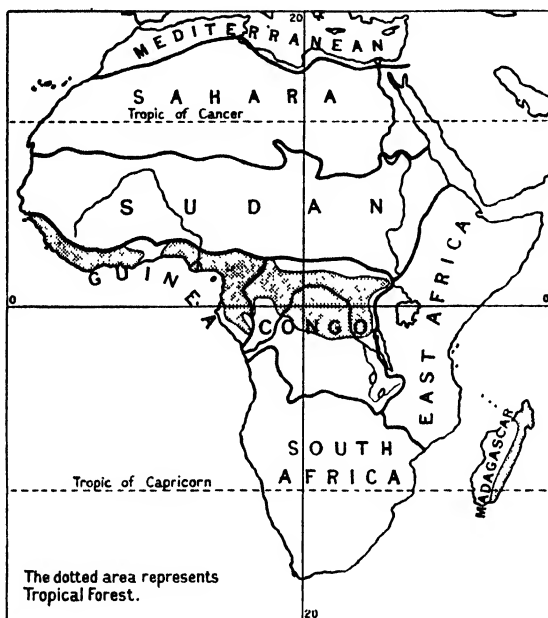 20
MEDITERRANEAN
SAHARA
Tropic of Cancer
SUDAN
GUINEA
EAST AFRICA
0
0
CONGO
SOUTH
AFRICA
MADAGASCAR
Tropic of Capricorn
The dotted area represents
Tropical Forest.
20